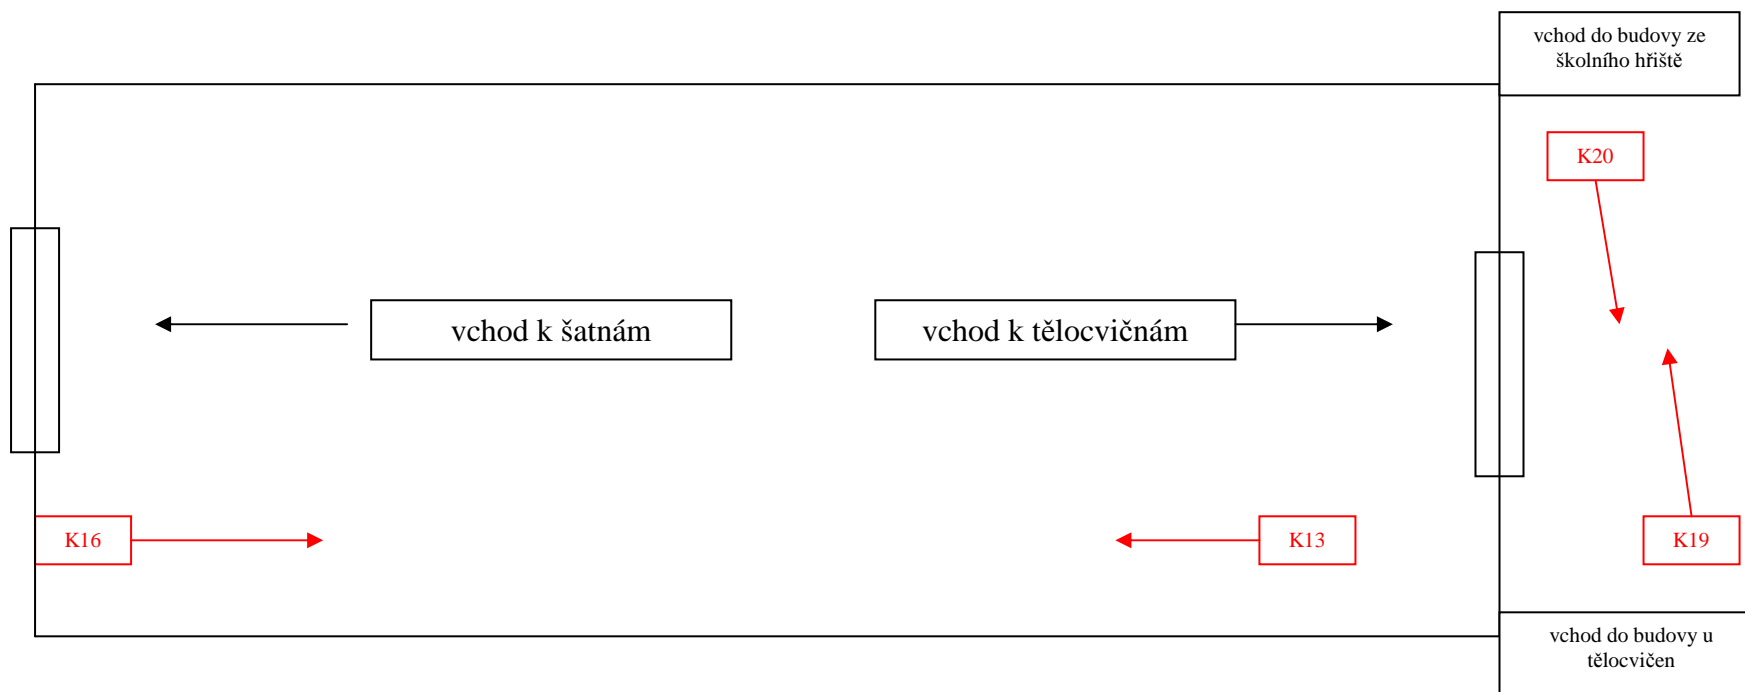 vchod do budovy ze
školního hřiště
K20
vchod k šatnám
vchod k tělocvičnám
K16
K13
K19
vchod do budovy u
tělocvičen